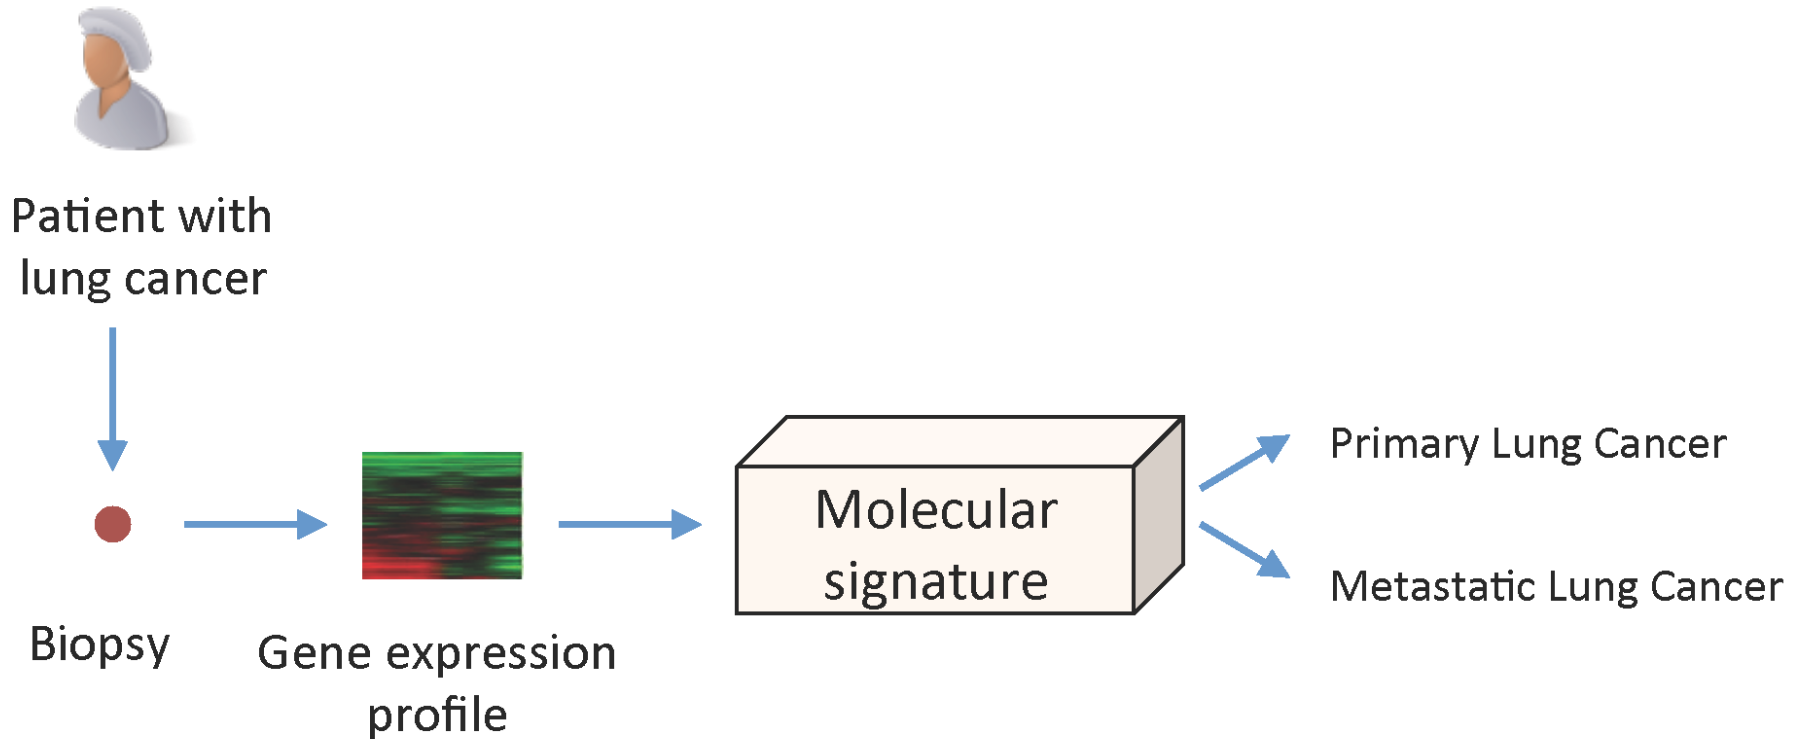 Patient with
lung cancer
Biopsy
Gene expression
profile
Molecular
signature
Primary Lung Cancer
Metastatic Lung Cancer